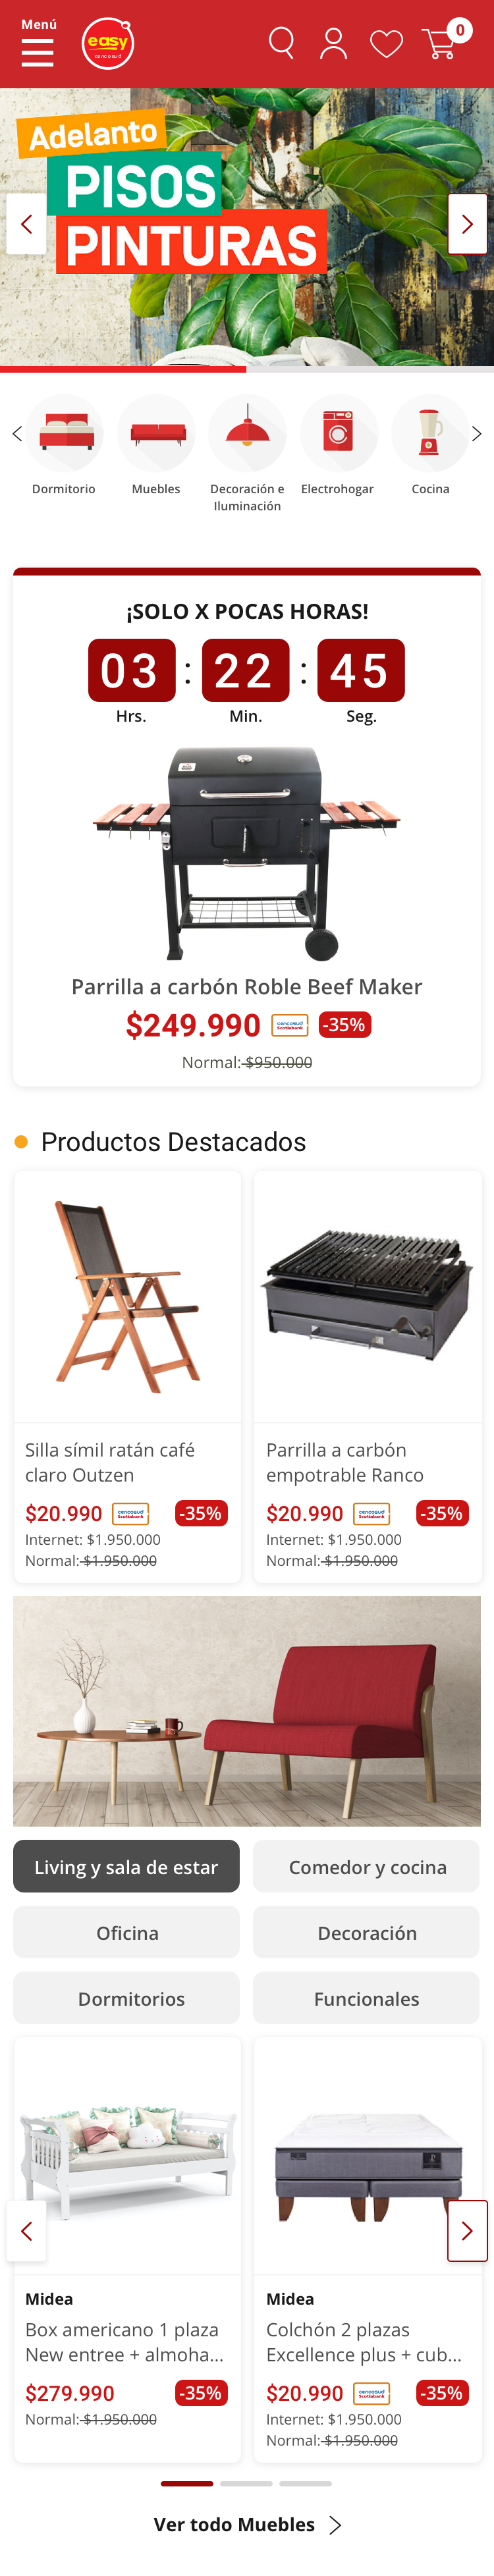 Menú
easy
cencosud
0
Adelanto
PISOS
PINTURAS
Dormitorio
Muebles
Decoración e
Iluminación
Electrohogar
Cocina
¡SOLO X POCAS HORAS!
03 : 22 : 45
Hrs. Min. Seg.
Parrilla a carbón Roble Beef Maker
$249.990 cencosud Scotiabank -35%
Normal: $950.000
Productos Destacados
Silla símil ratán café
claro Outzen
$20.990 cencosud Scotiabank -35%
Internet: $1.950.000
Normal: $1.950.000
Parrilla a carbón
empotrable Ranco
$20.990 cencosud Scotiabank -35%
Internet: $1.950.000
Normal: $1.950.000
Living y sala de estar
Comedor y cocina
Oficina
Decoración
Dormitorios
Funcionales
Midea
Box americano 1 plaza
New entree + almoha...
$279.990 -35%
Normal: $1.950.000
Midea
Colchón 2 plazas
Excellence plus + cub...
$20.990 cencosud Scotiabank -35%
Internet: $1.950.000
Normal: $1.950.000
Ver todo Muebles